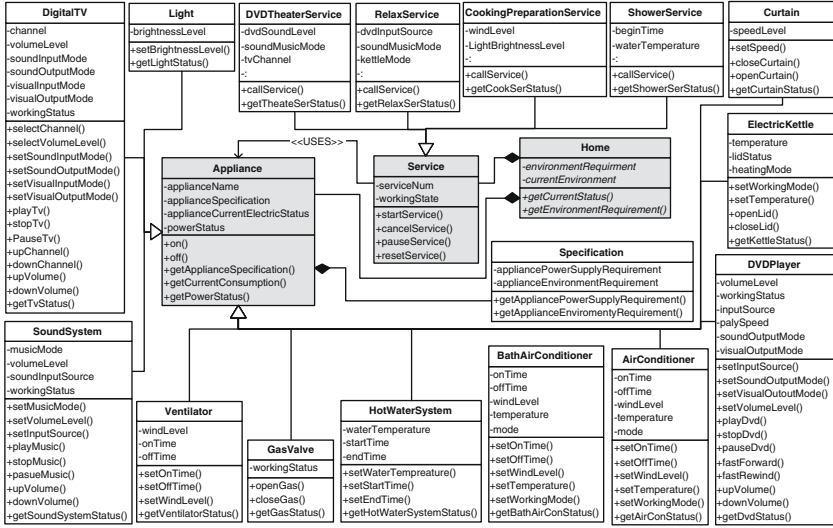 DigitalTV
-channel
-volumeLevel
-soundInputMode
-soundOutputMode
-visualInputMode
-visualOutputMode
-workingStatus
+selectChannel()
+selectVolumeLevel()
+setSoundInputMode()
+setSoundOutputMode()
+setVisualInputMode()
+setVisualOutputMode()
+playTv()
+stopTv()
+PauseTv()
+upChannel()
+downChannel()
+upVolume()
+downVolume()
+getTvStatus()
Light
-brightnessLevel
+setBrightnessLevel()
+getLightStatus()
DVDTheaterService
-dvdSoundLevel
-soundMusicMode
-tvChannel
-:
+callService()
+getTheateSerStatus()
RelaxService
-dvdInputSource
-soundMusicMode
-kettleMode
-:
+callService()
+getRelaxSerStatus()
CookingPreparationService
-windLevel
-LightBrightnessLevel
-:
+callService()
+getCookSerStatus()
ShowerService
-beginTime
-waterTemperature
-:
+callService()
+getShowerSerStatus()
Curtain
-speedLevel
+setSpeed()
+closeCurtain()
+openCurtain()
+getCurtainStatus()
<<USES>>
Appliance
-applianceName
-applianceSpecification
-applianceCurrentElectricStatus
-powerStatus
+on()
+off()
+getApplianceSpecification()
+getCurrentConsumption()
+getPowerStatus()
Service
-serviceNum
-workingState
+startService()
+cancelService()
+pauseService()
+resetService()
Home
-environmentRequirment
-currentEnvironment
+getCurrentStatus()
+getEnvironmentRequirement()
ElectricKettle
-temperature
-lidStatus
-heatingMode
+setWorkingMode()
+setTemperature()
+openLid()
+closeLid()
+getKettleStatus()
Specification
-appliancePowerSupplyRequirement
-applianceEnvironmentRequirement
+getAppliancePowerSupplyRequirement()
+getApplianceEnviromentyRequirement()
DVDPlayer
-volumeLevel
-workingStatus
-inputSource
-palySpeed
-soundOutputMode
-visualOutputMode
+setInputSource()
+setSoundOutputMode()
+setVisualOutoutMode()
+setVolumeLevel()
+playDvd()
+stopDvd()
+pauseDvd()
+fastForward()
+fastRewind()
+upVolume()
+downVolume()
+getDvdStatus()
SoundSystem
-musicMode
-volumeLevel
-soundInputSource
-workingStatus
+setMusicMode()
+setVolumeLevel()
+setInputSource()
+playMusic()
+stopMusic()
+pasueMusic()
+upVolume()
+downVolume()
+getSoundSystemStatus()
Ventilator
-windLevel
-onTime
-offTime
+setOnTime()
+setOffTime()
+setWindLevel()
+getVentilatorStatus()
GasValve
-workingStatus
+openGas()
+closeGas()
+getGasStatus()
HotWaterSystem
-waterTemperature
-startTime
-endTime
+setWaterTempreature()
+setStartTime()
+setEndTime()
+getHotWaterSystemStatus()
BathAirConditioner
-onTime
-offTime
-windLevel
-temperature
-mode
+setOnTime()
+setOffTime()
+setWindLevel()
+setTemperature()
+setWorkingMode()
+getBathAirConStatus()
AirConditioner
-onTime
-offTime
-windLevel
-temperature
-mode
+setOnTime()
+setOffTime()
+setWindLevel()
+setTemperature()
+setWorkingMode()
+getAirConStatus()